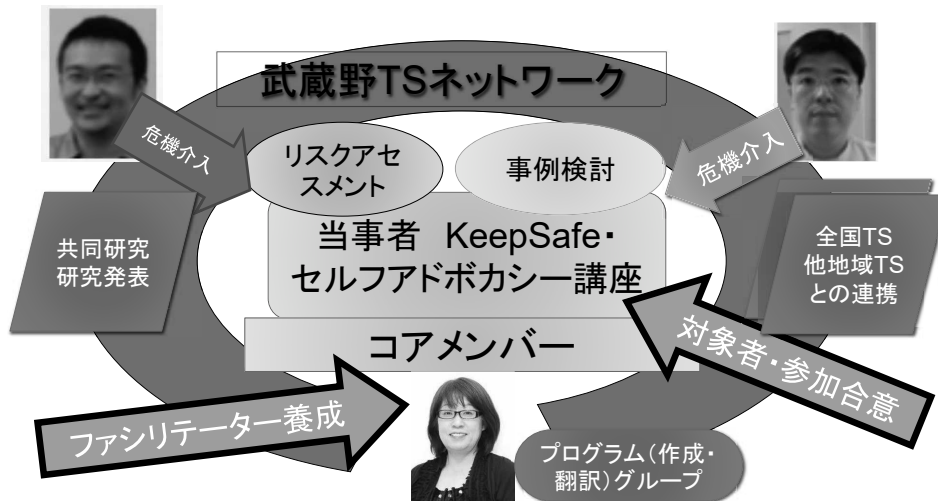 武蔵野TSネットワーク
危機介入
危機介入
リスクアセ
スメント
事例検討
共同研究
研究発表
当事者　KeepSafe・
セルフアドボカシー講座
全国TS
他地域TS
との連携
コアメンバー
対象者・参加合意
ファシリテーター養成
プログラム（作成・
翻訳）グループ